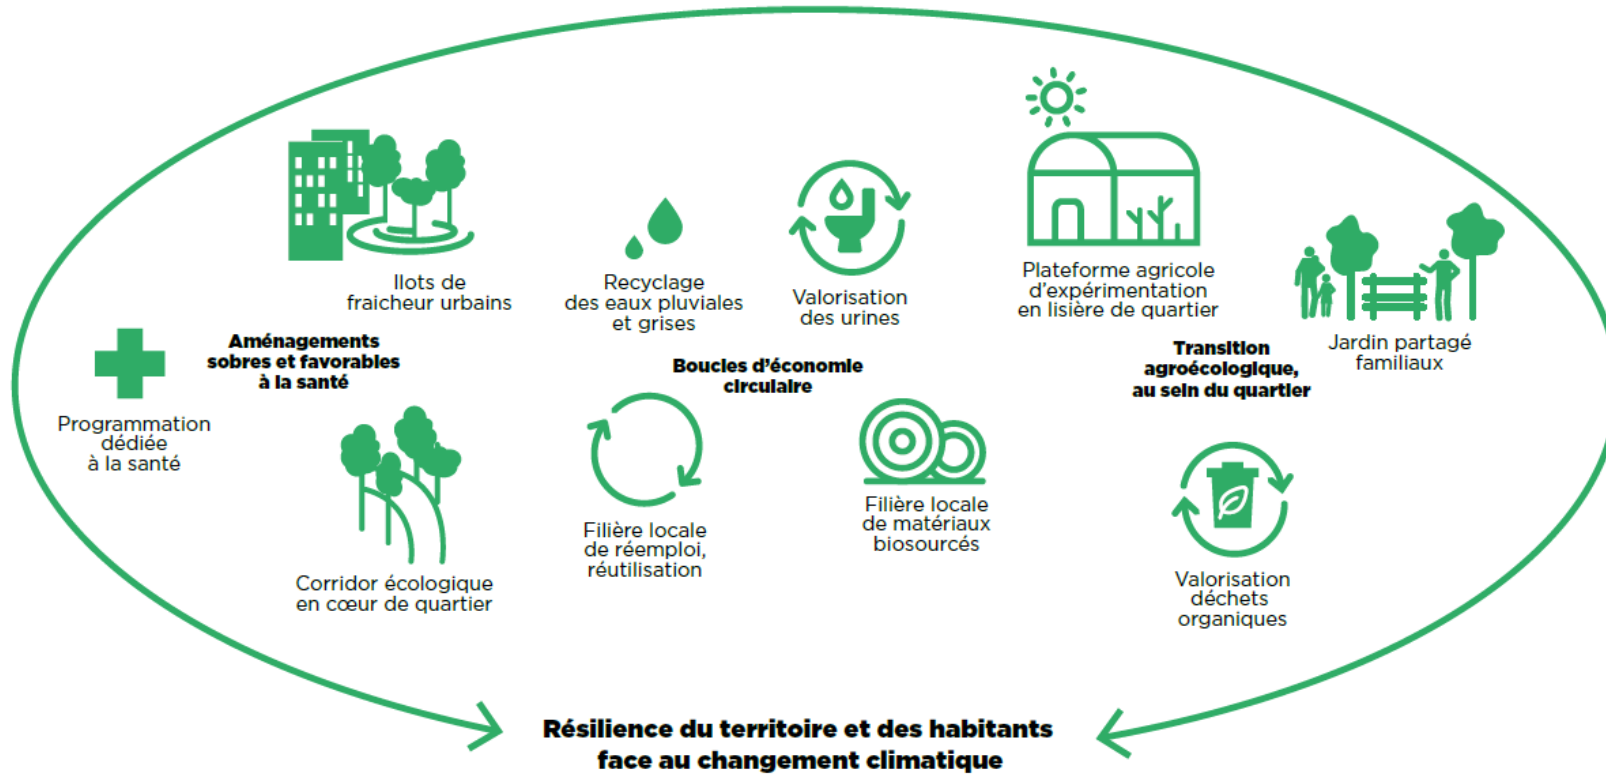 Ilots de
fraicheur urbains
Recyclage
des eaux pluviales
et grises
Valorisation
des urines
Plateforme agricole
d'expérimentation
en lisière de quartier
Jardin partagé
familiaux
Programmation
dédiée
à la santé
Aménagements
sobres et favorables
à la santé
Boucles d'économie
circulaire
Transition
agroécologique,
au sein du quartier
Corridor écologique
en cœur de quartier
Filière locale
de réemploi,
réutilisation
Filière locale
de matériaux
biosourcés
Valorisation
déchets
organiques
Résilience du territoire et des habitants
face au changement climatique